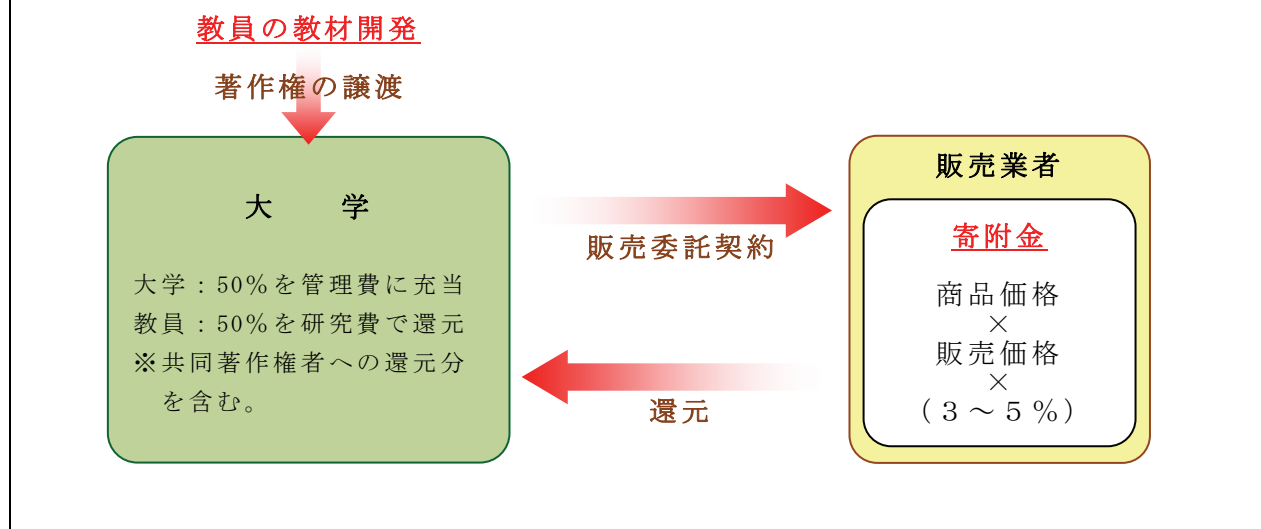 教員の教材開発
著作権の譲渡
大　　学
大学：50％を管理費に充当
教員：50％を研究費で還元
※共同著作権者への還元分
を含む。
販売委託契約
還元
販売業者
寄附金
商品価格
×
販売価格
×
（３～５％）